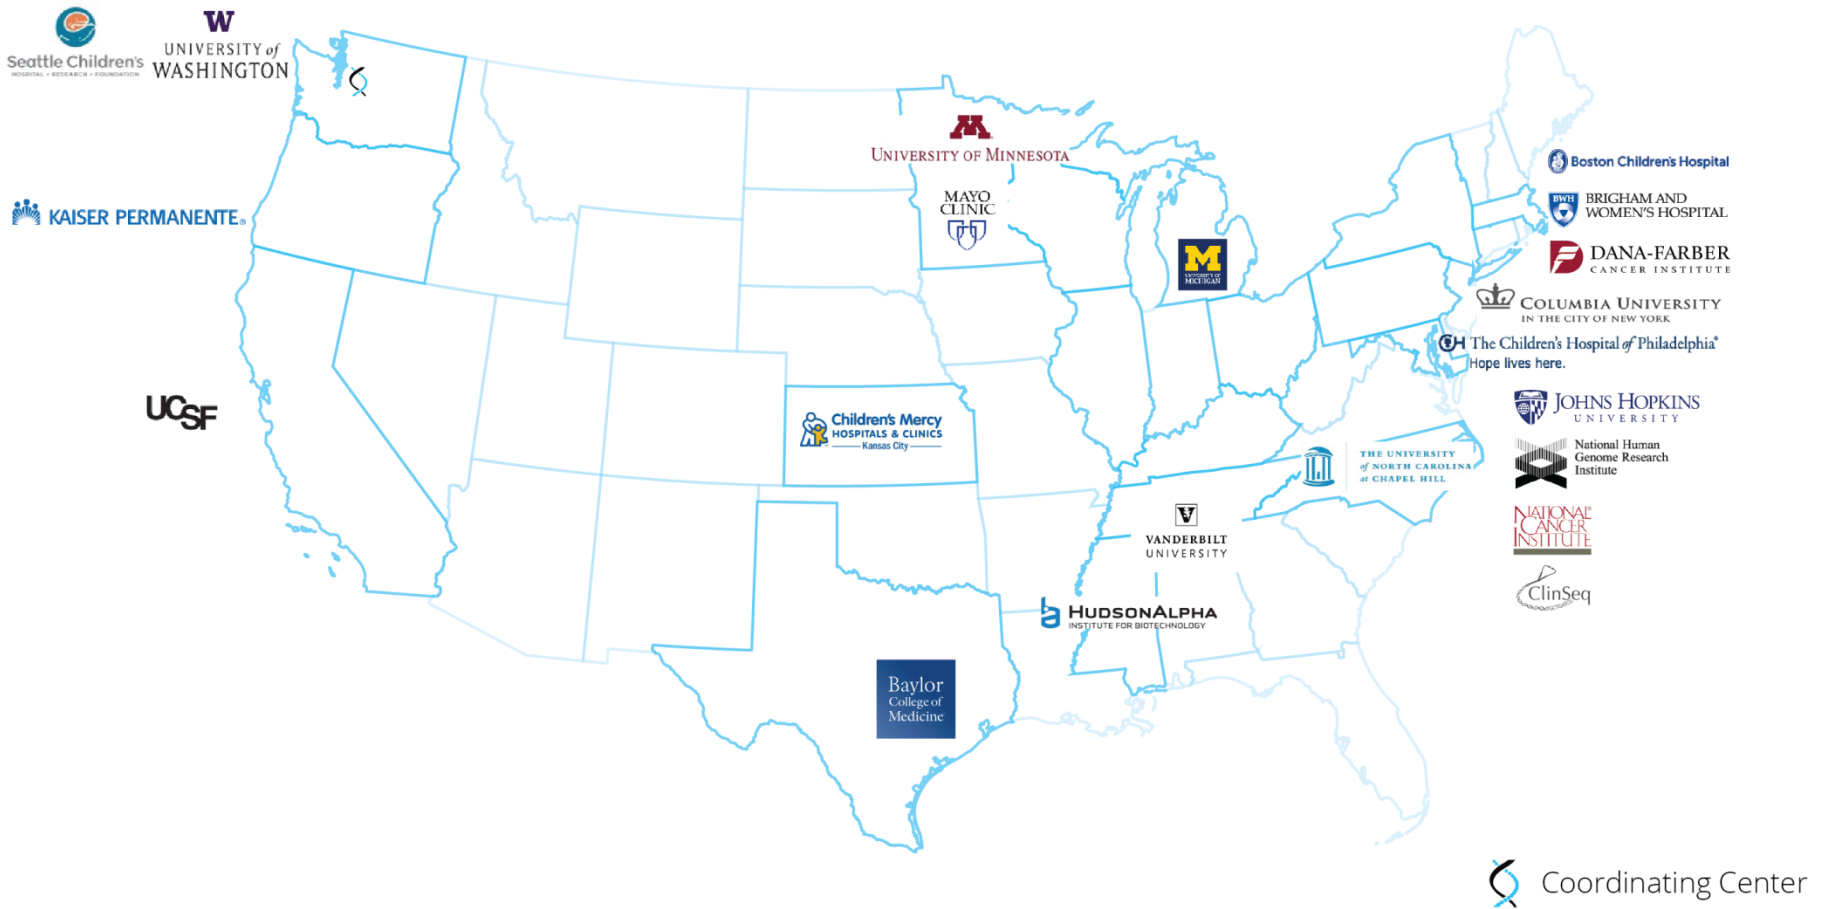 Seattle Children's
HOSPITAL • RESEARCH • FOUNDATION
W
UNIVERSITY of
WASHINGTON
KAISER PERMANENTE®
UCSF
M
UNIVERSITY OF MINNESOTA
MAYO
CLINIC
M
UNIVERSITY OF
MICHIGAN
Boston Children's Hospital
BWH
BRIGHAM AND
WOMEN'S HOSPITAL
DANA-FARBER
CANCER INSTITUTE
COLUMBIA UNIVERSITY
IN THE CITY OF NEW YORK
CH The Children's Hospital of Philadelphia®
Hope lives here.
Children's Mercy
HOSPITALS & CLINICS
Kansas City
JOHNS HOPKINS
UNIVERSITY
National Human
Genome Research
Institute
THE UNIVERSITY
of NORTH CAROLINA
at CHAPEL HILL
V
VANDERBILT
UNIVERSITY
NATIONAL®
CANCER
INSTITUTE
ClinSeq
HUDSONALPHA
INSTITUTE FOR BIOTECHNOLOGY
Baylor
College of
Medicine
Coordinating Center